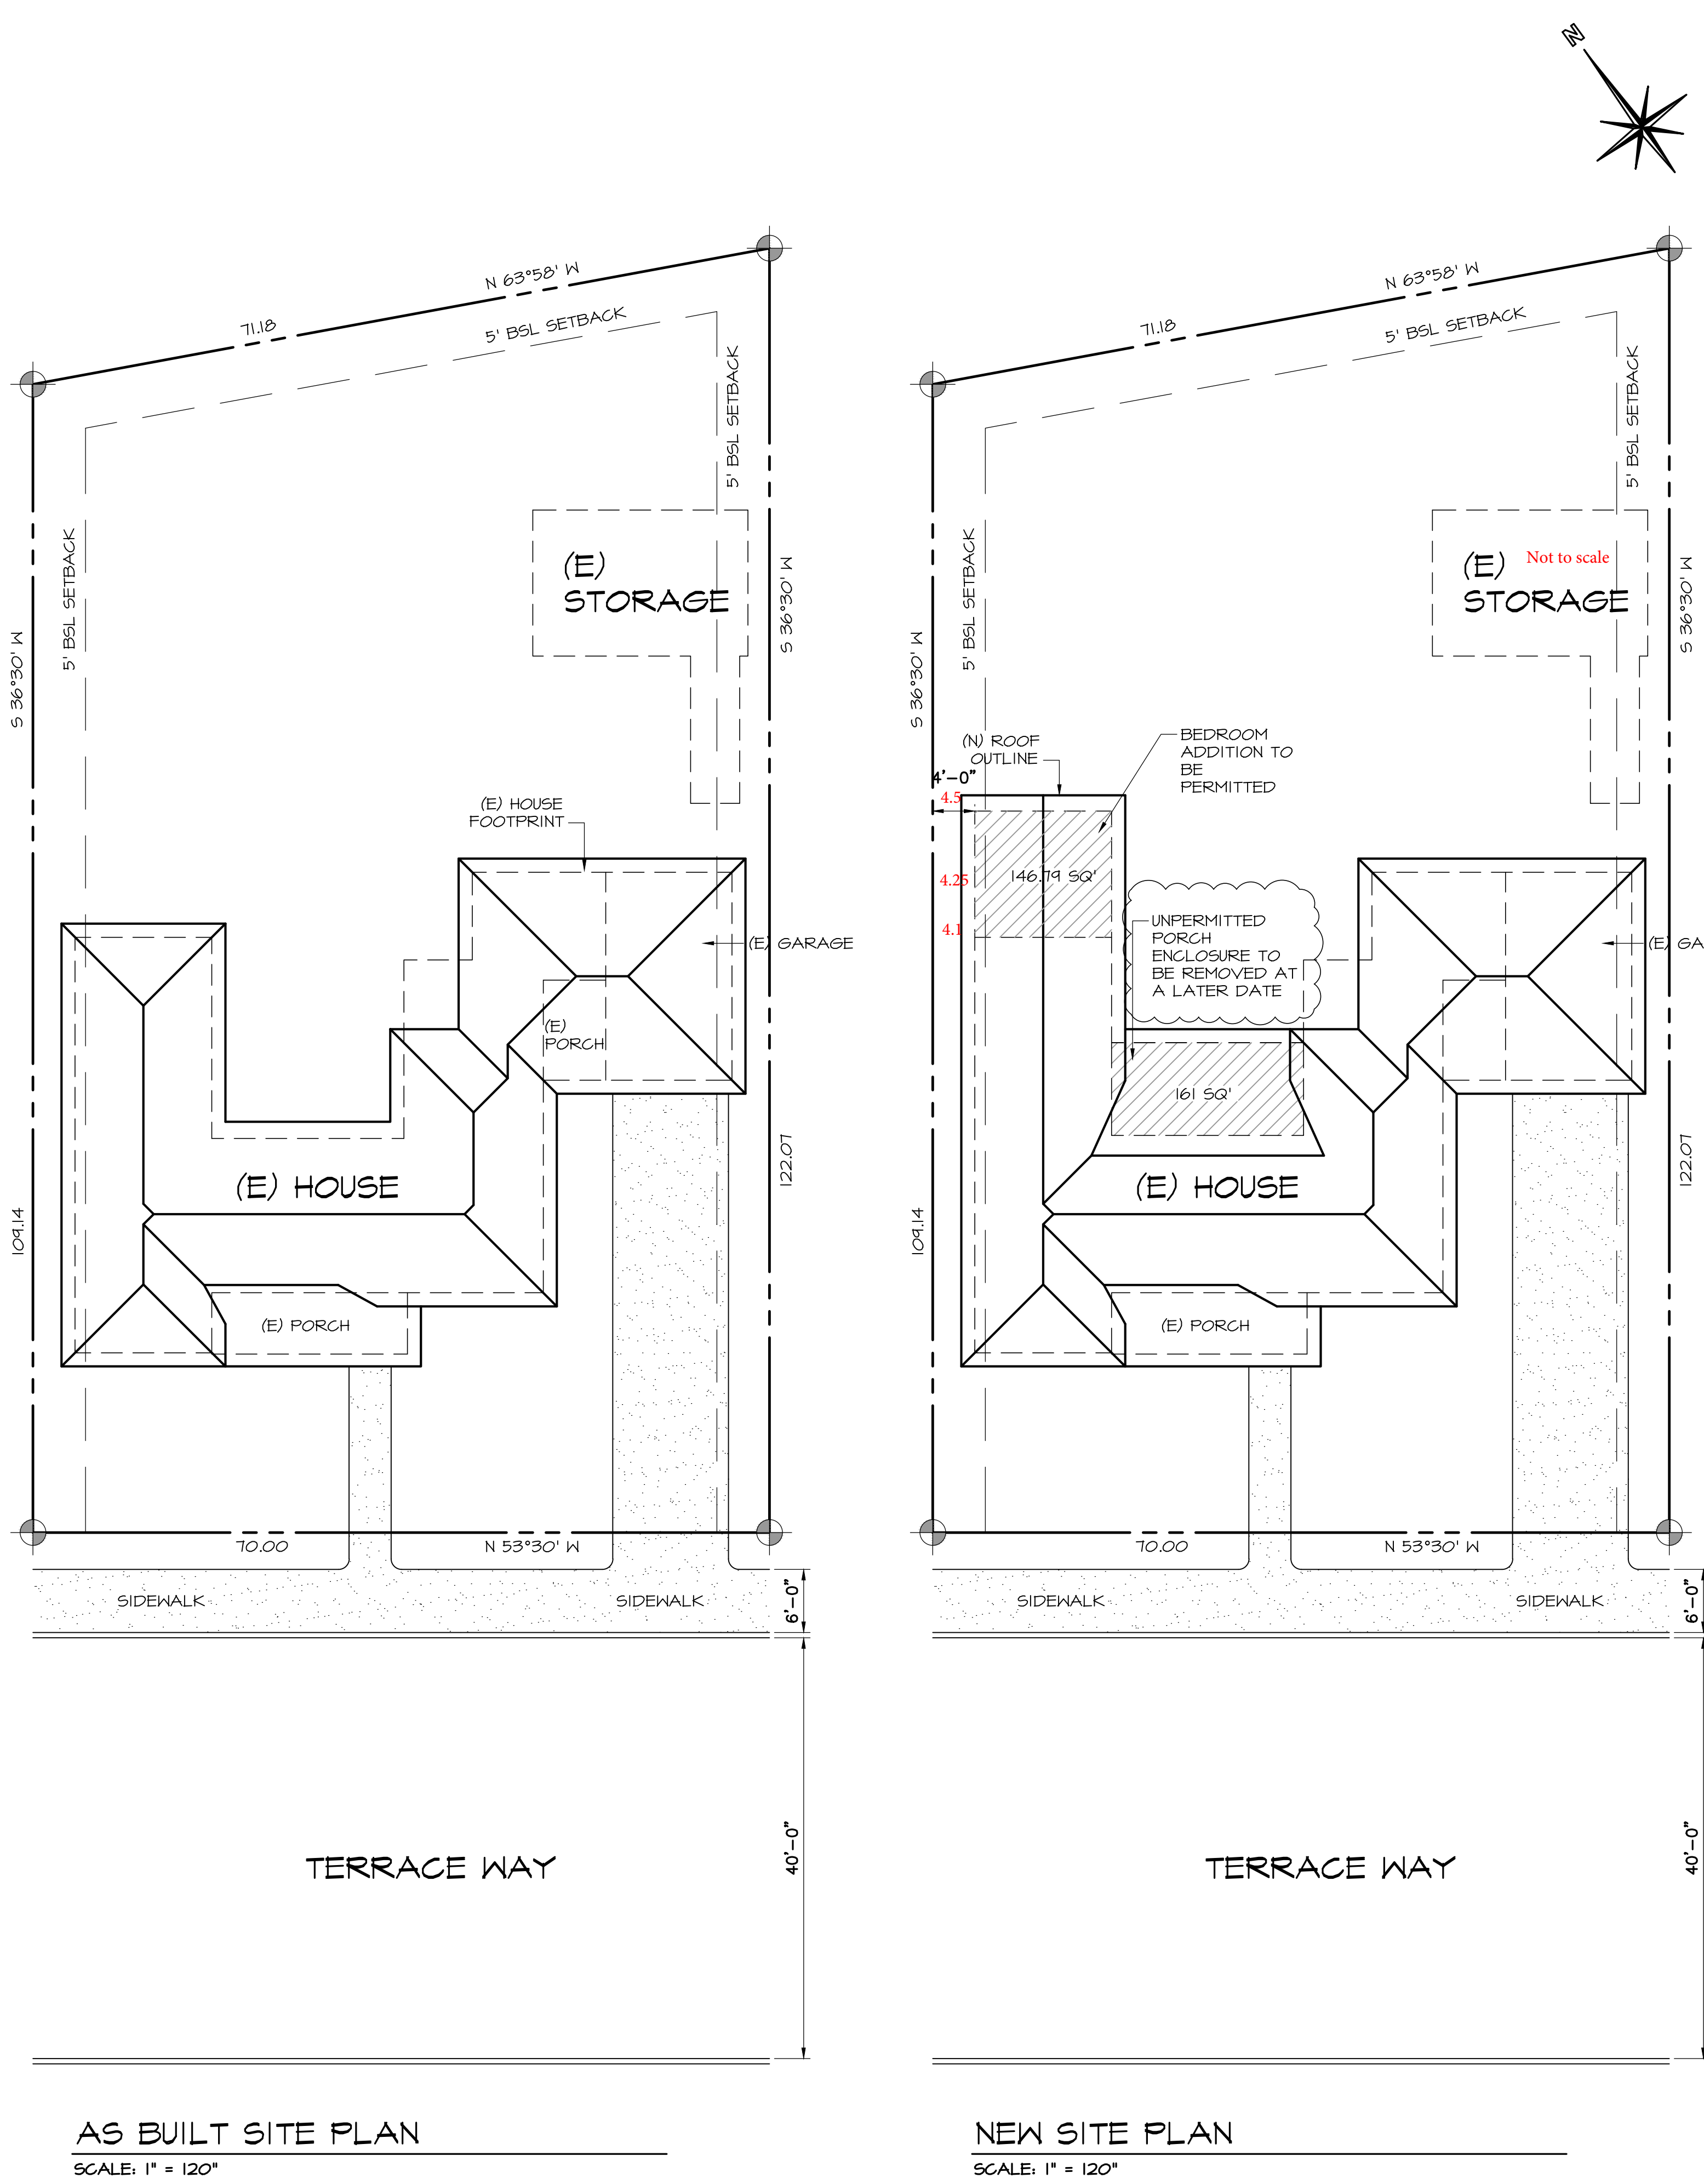 N
N 63°58' W
71.18
5' BSL SETBACK
5' BSL SETBACK
5' BSL SETBACK
S 36°30' W
S 36°30' W
(E)
STORAGE
(E) HOUSE
FOOTPRINT
(E) GARAGE
(E)
PORCH
(E) HOUSE
(E) PORCH
109.14
122.07
70.00
N 53°30' W
SIDEWALK
SIDEWALK
6'-0"
40'-0"
TERRACE WAY
AS BUILT SITE PLAN
SCALE: 1" = 120"
N 63°58' W
71.18
5' BSL SETBACK
5' BSL SETBACK
5' BSL SETBACK
S 36°30' W
S 36°30' W
(E)
STORAGE
Not to scale
(N) ROOF
OUTLINE
BEDROOM
ADDITION TO
BE
PERMITTED
4'-0"
4.5
4.25
4.1
146.79 SQ'
UNPERMITTED
PORCH
ENCLOSURE TO
BE REMOVED AT
A LATER DATE
161 SQ'
(E) GA
(E) HOUSE
(E) PORCH
109.14
122.07
70.00
N 53°30' W
SIDEWALK
SIDEWALK
6'-0"
40'-0"
TERRACE WAY
NEW SITE PLAN
SCALE: 1" = 120"